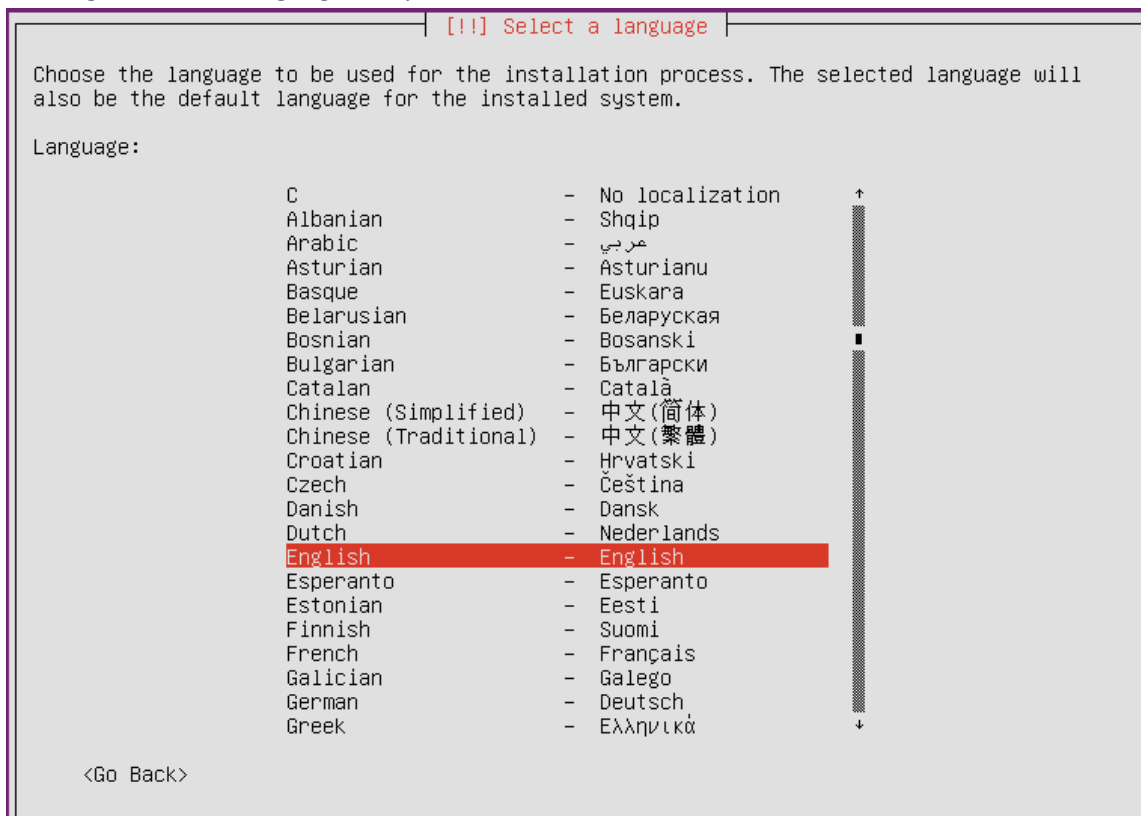 [!!] Select a language
Choose the language to be used for the installation process. The selected language will
also be the default language for the installed system.
Language:
C - No localization
Albanian - Shqip
Arabic - عربي
Asturian - Asturianu
Basque - Euskara
Belarusian - Беларуская
Bosnian - Bosanski
Bulgarian - Български
Catalan - Català
Chinese (Simplified) - 中文(简体)
Chinese (Traditional) - 中文(繁體)
Croatian - Hrvatski
Czech - Čeština
Danish - Dansk
Dutch - Nederlands
English - English
Esperanto - Esperanto
Estonian - Eesti
Finnish - Suomi
French - Français
Galician - Galego
German - Deutsch
Greek - Ελληνικά
<Go Back>